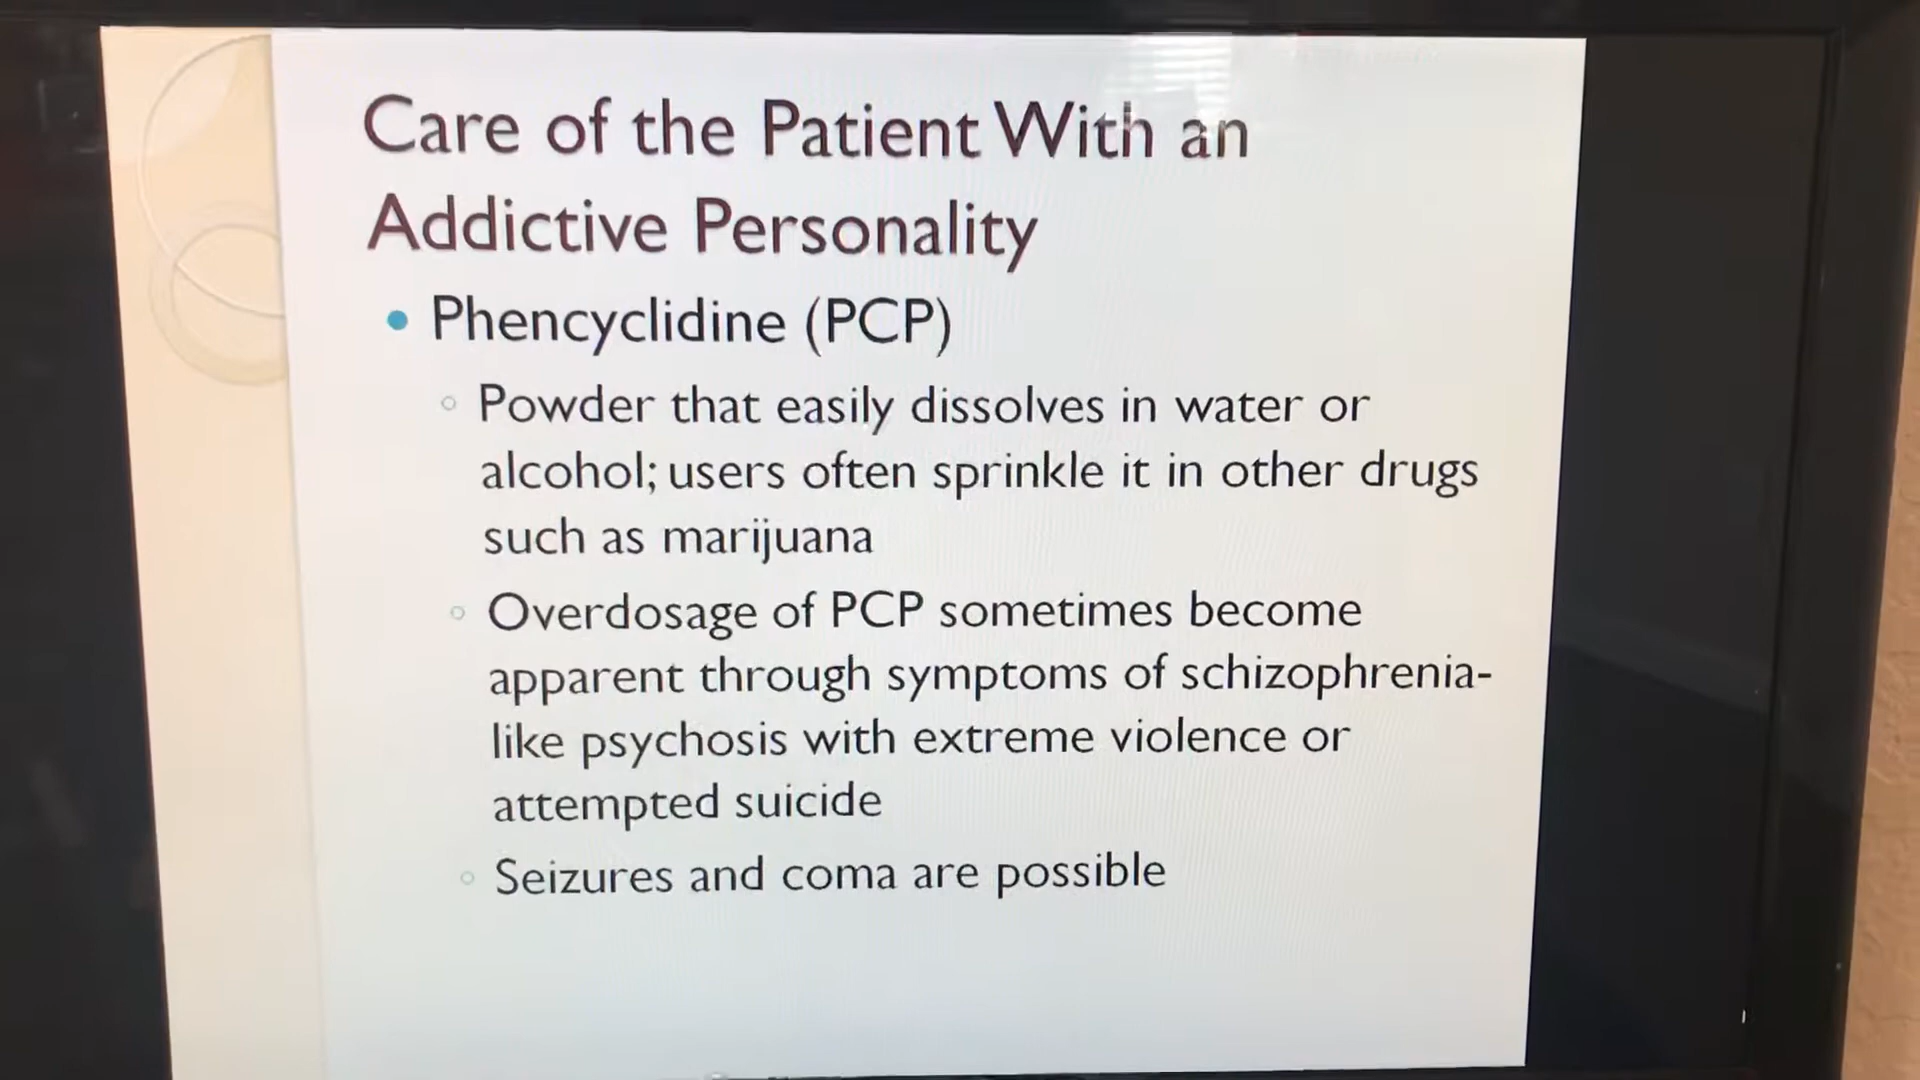 Care of the Patient With an
Addictive Personality
• Phencyclidine (PCP)
◦ Powder that easily dissolves in water or
alcohol; users often sprinkle it in other drugs
such as marijuana
◦ Overdosage of PCP sometimes become
apparent through symptoms of schizophrenia-
like psychosis with extreme violence or
attempted suicide
◦ Seizures and coma are possible